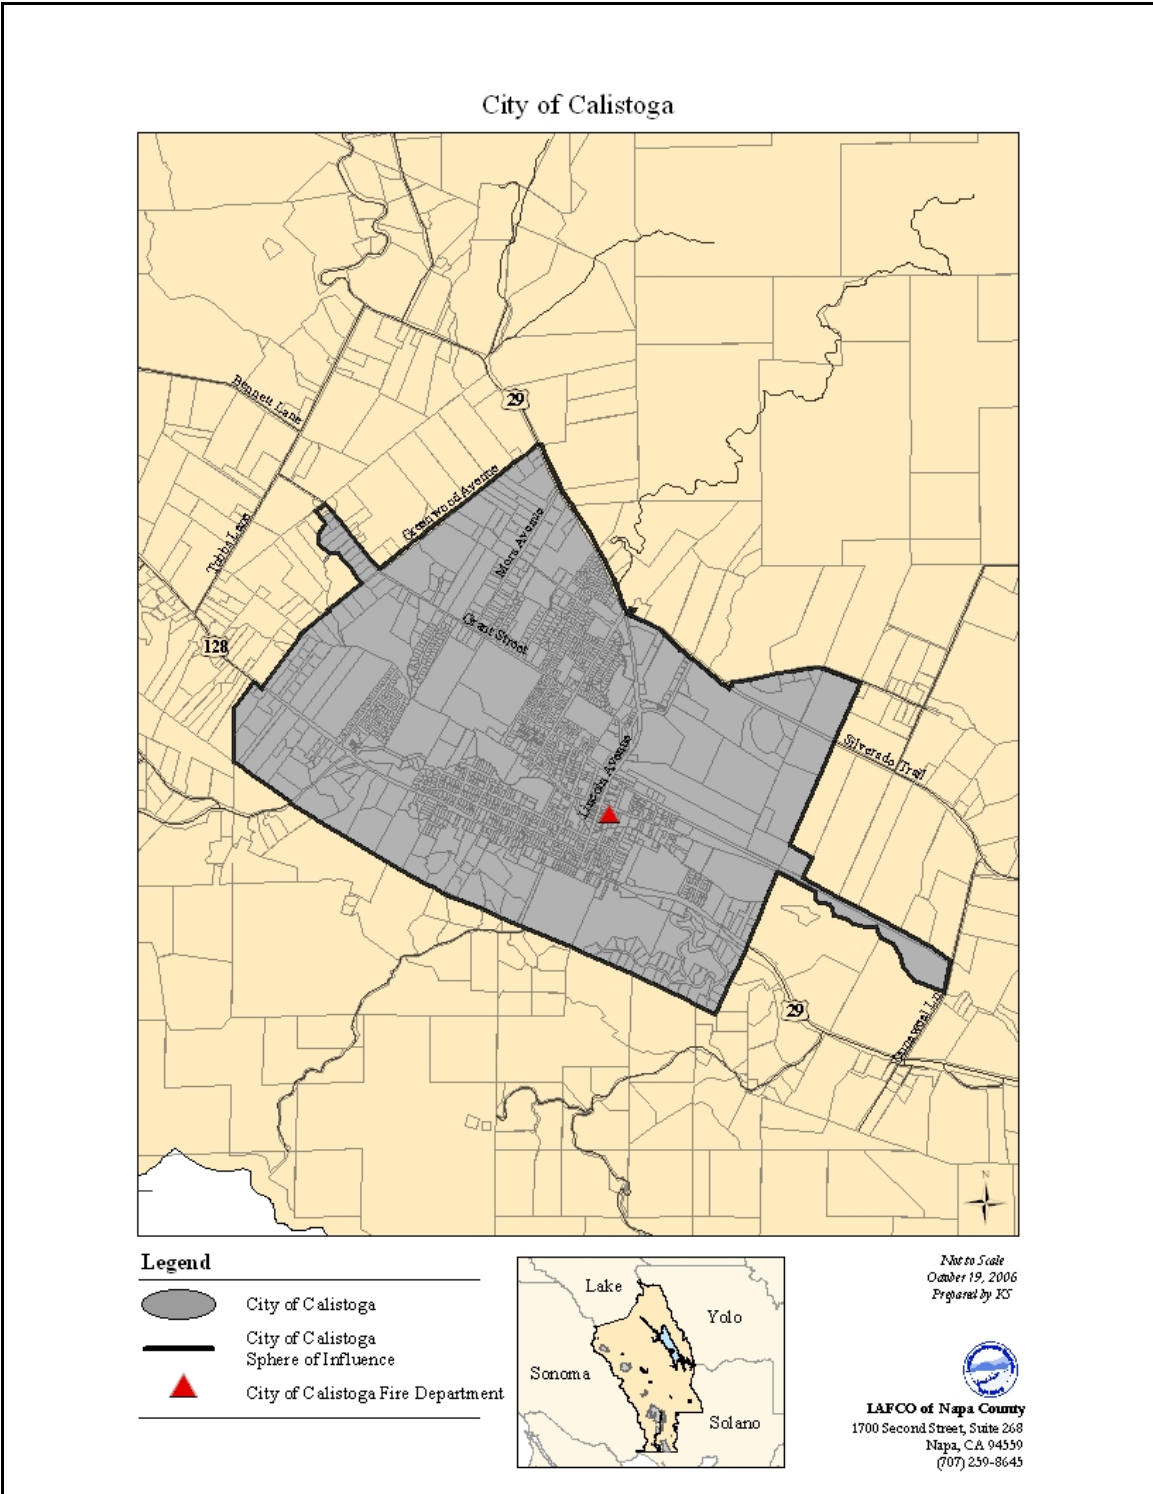 City of Calistoga
Bennett Lane
29
Greenwood Avenue
Mora Avenue
Tubbs Lane
Grant Street
128
Silverado Trail
Lincoln Avenue
29
N
Legend
City of Calistoga
City of Calistoga
Sphere of Influence
City of Calistoga Fire Department
Lake
Yolo
Sonoma
Solano
Not to Scale
October 19, 2006
Prepared by KS
LAFCO of Napa County
1700 Second Street, Suite 268
Napa, CA 94559
(707) 259-8645